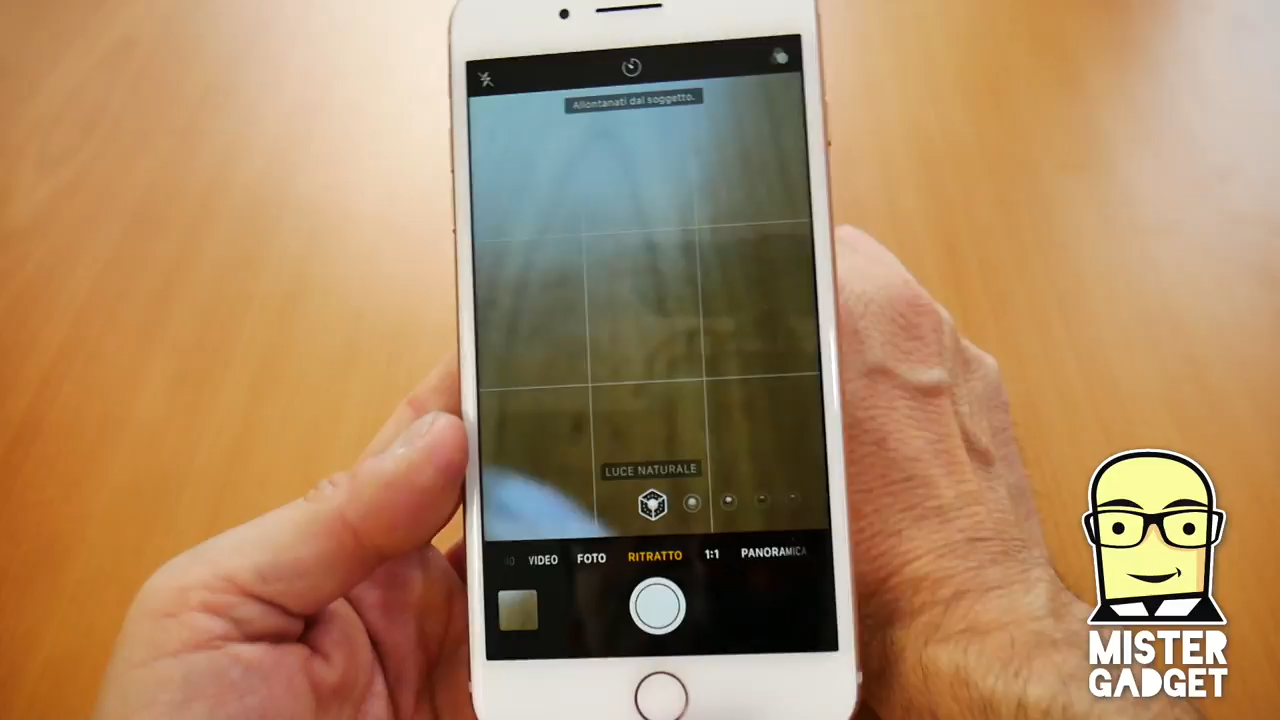 Allontanati dal soggetto.
LUCE NATURALE
VIDEO FOTO RITRATTO 1:1 PANORAMICA
MISTER
GADGET